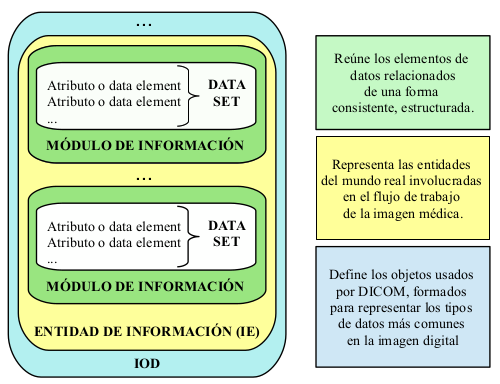 ...
Atributo o data element
Atributo o data element
...
DATA
SET
MÓDULO DE INFORMACIÓN
...
Atributo o data element
Atributo o data element
...
DATA
SET
MÓDULO DE INFORMACIÓN
ENTIDAD DE INFORMACIÓN (IE)
IOD
Reúne los elementos de
datos relacionados
de una forma
consistente, estructurada.
Representa las entidades
del mundo real involucradas
en el flujo de trabajo
de la imagen médica.
Define los objetos usados
por DICOM, formados
para representar los tipos
de datos más comunes
en la imagen digital